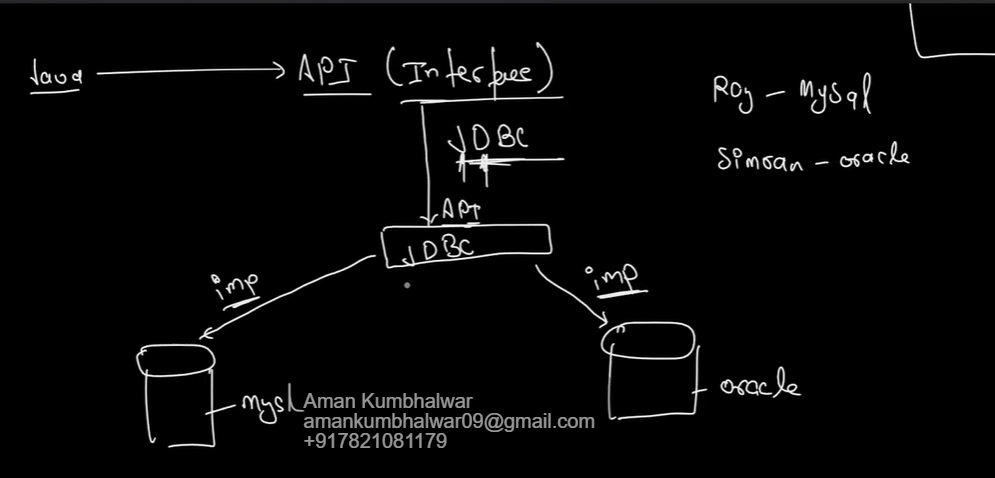 Java
API (Interface)
JDBC
API
JDBC
imp
imp
mysl
oracle
Roy - MySql
Simran - oracle
Aman Kumbhalwar
amankumbhalwar09@gmail.com
+917821081179